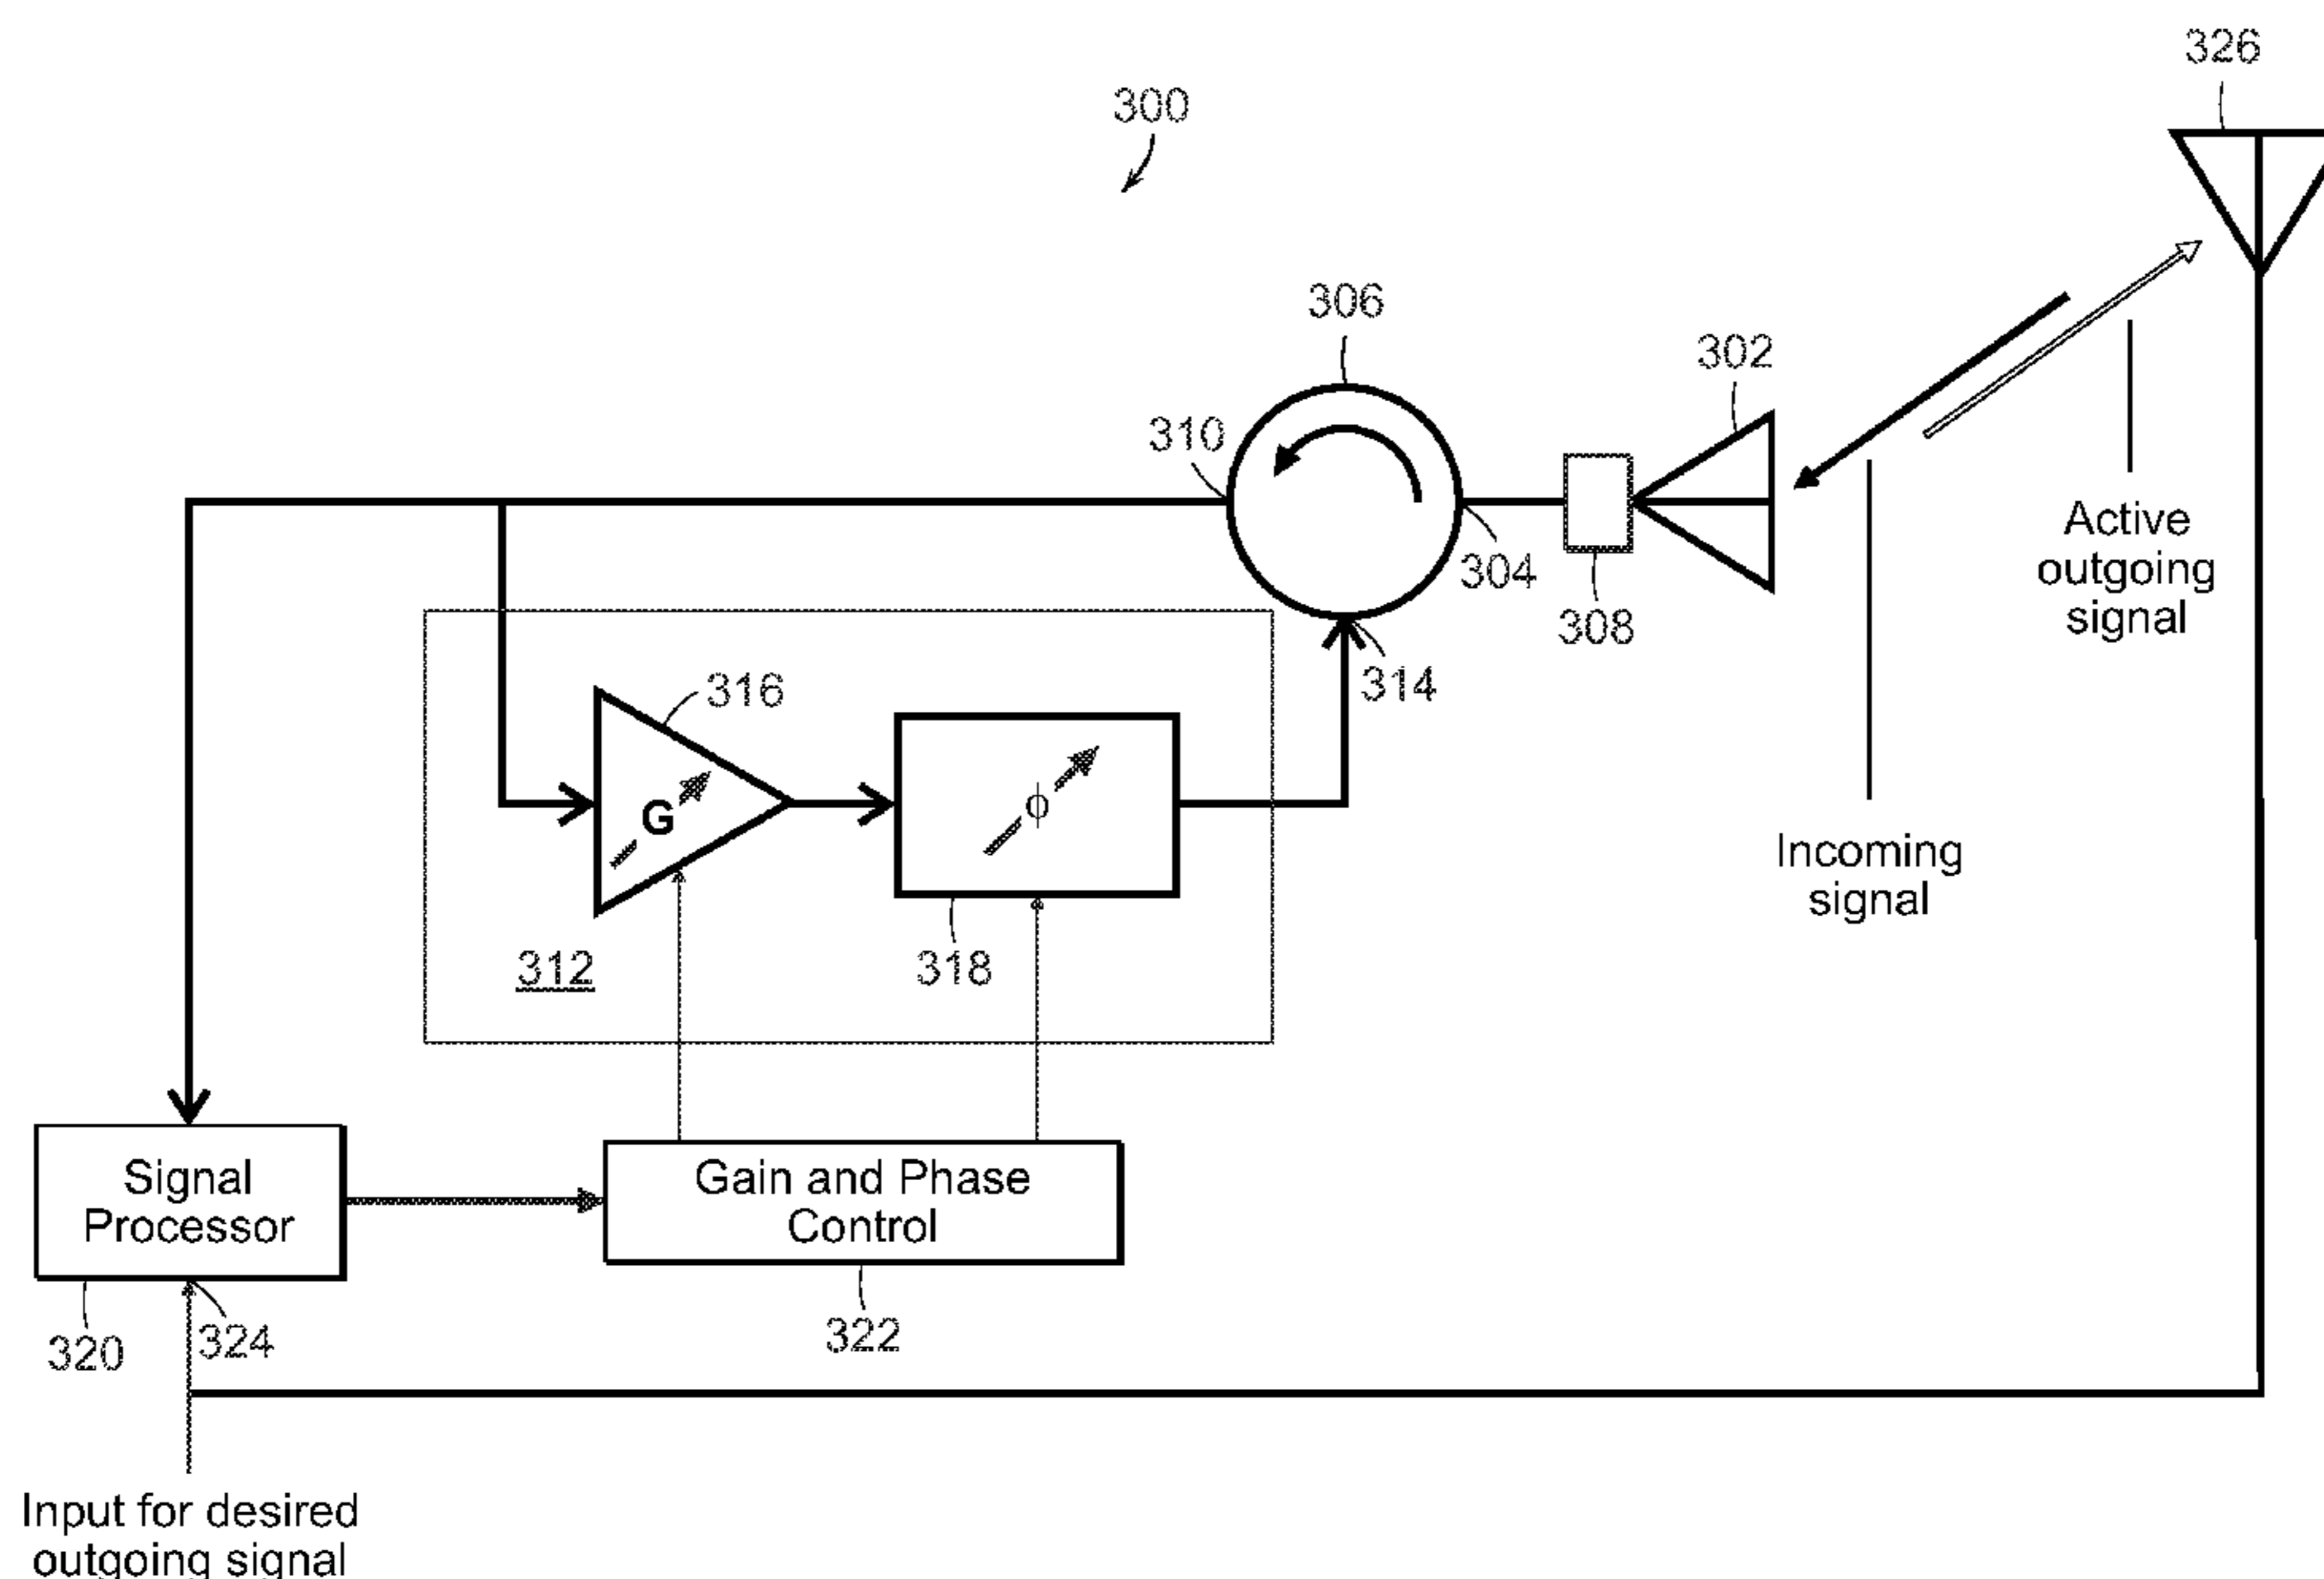 326
300
306
302
310
304
308
Active
outgoing
signal
314
316
G
ϕ
Incoming
signal
312
318
Signal
Processor
Gain and Phase
Control
320
324
322
Input for desired
outgoing signal